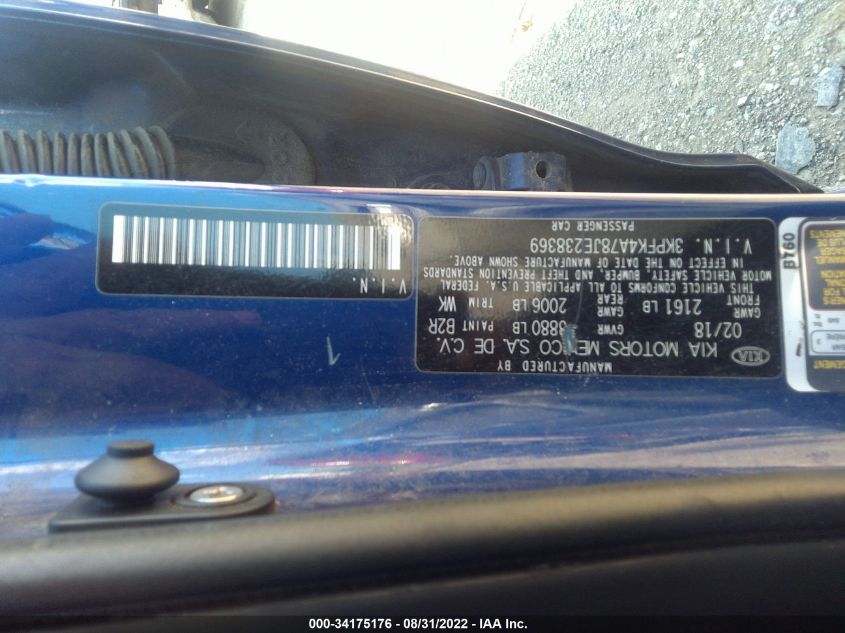 MANUFACTURED BY
KIA KIA MOTORS MEXICO S.A. DE C.V.
02/18 GVWR 3880 LB PAINT B2R
GAWR FRONT 2161 LB GAWR REAR 2006 LB TRIM WK
THIS VEHICLE CONFORMS TO ALL APPLICABLE U.S.A. FEDERAL
MOTOR VEHICLE SAFETY, BUMPER, AND THEFT PREVENTION STANDARDS
IN EFFECT ON THE DATE OF MANUFACTURE SHOWN ABOVE.
V.I.N. 3KPFK4A78JE238369
PASSENGER CAR
V.I.N
BT60
000-34175176 - 08/31/2022 - IAA Inc.